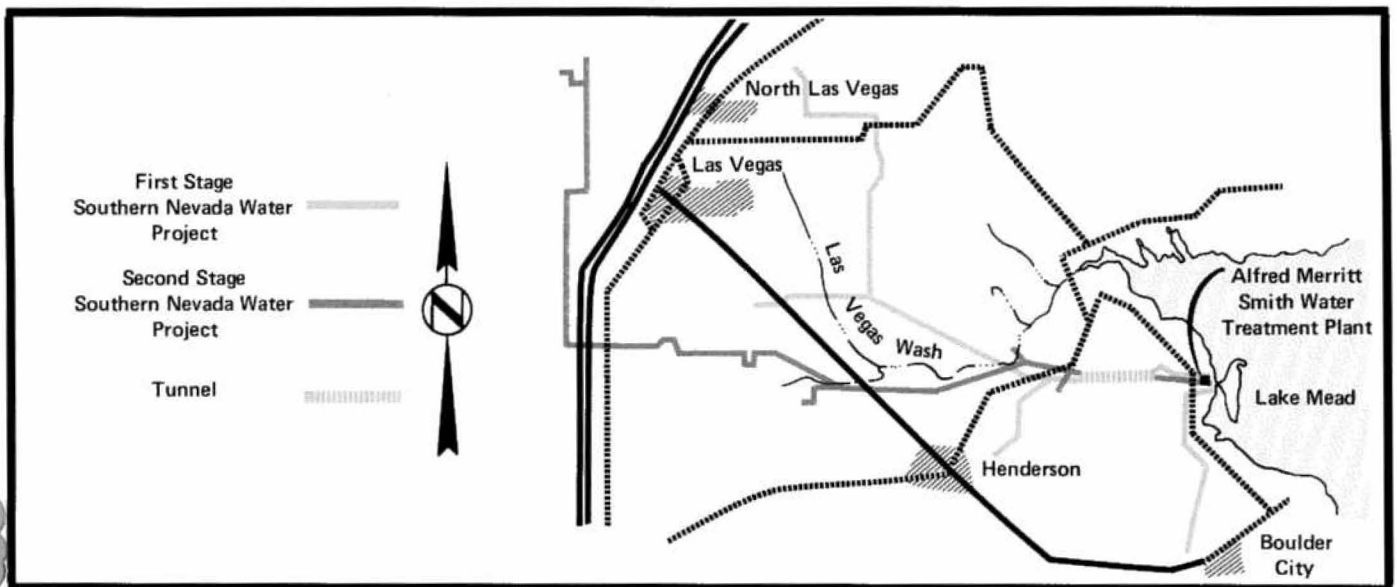 First Stage
Southern Nevada Water
Project
Second Stage
Southern Nevada Water
Project
Tunnel
N
North Las Vegas
Las Vegas
Las
Vegas
Wash
Alfred Merritt
Smith Water
Treatment Plant
Lake Mead
Henderson
Boulder
City